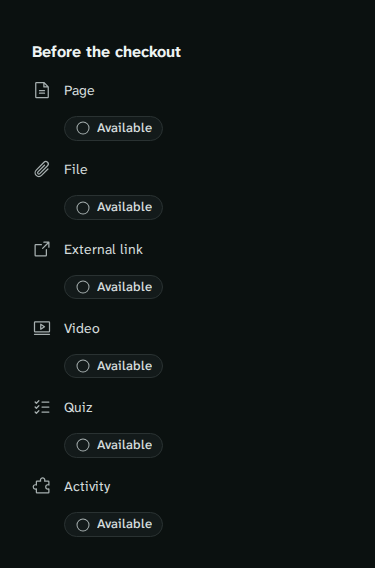 Before the checkout
Page
Available
File
Available
External link
Available
Video
Available
Quiz
Available
Activity
Available